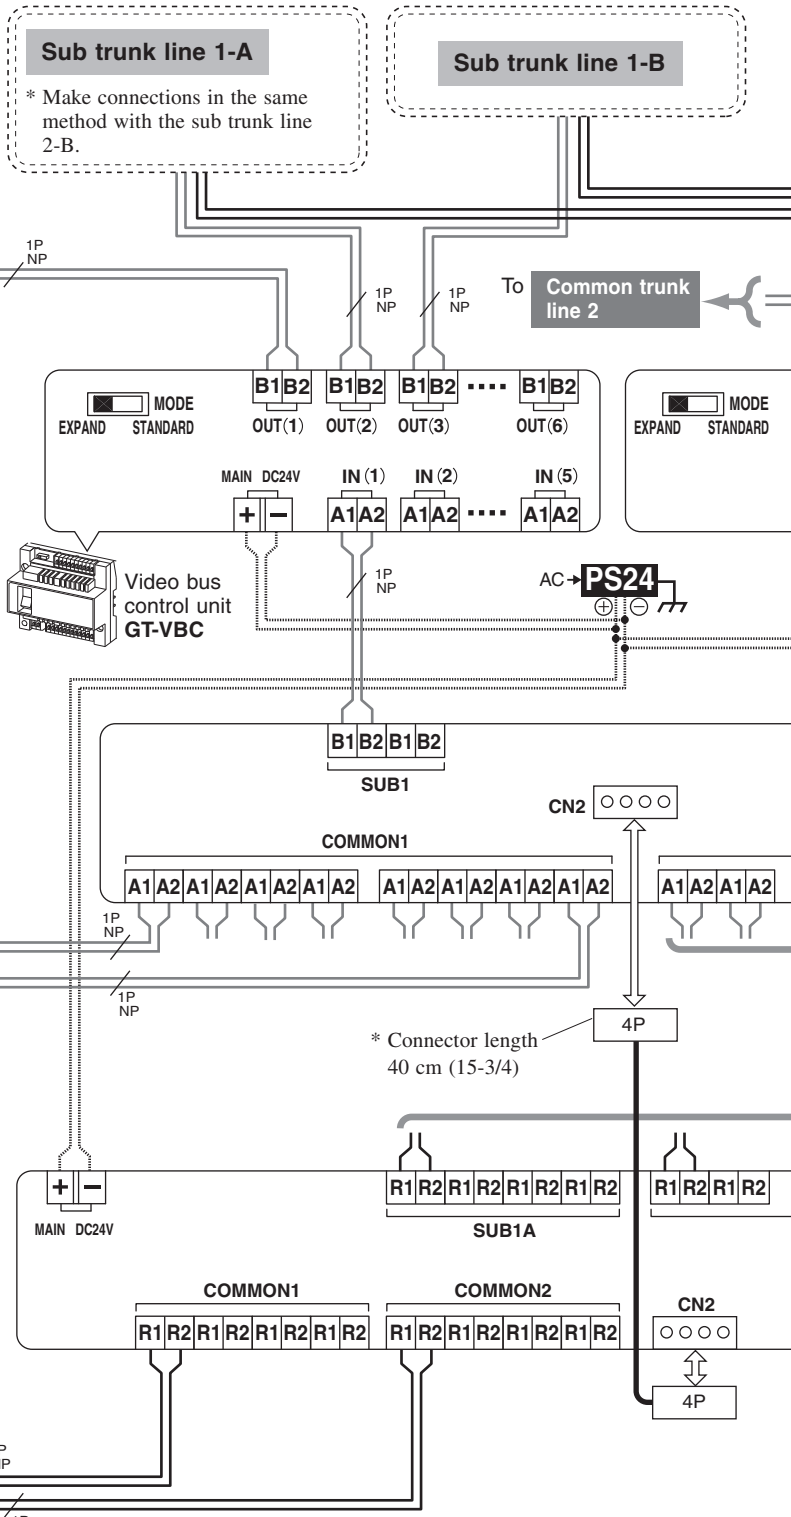 Sub trunk line 1-A
* Make connections in the same
method with the sub trunk line
2-B.
Sub trunk line 1-B
1P
NP
1P
NP
1P
NP
To
Common trunk
line 2
B1 B2 B1 B2 B1 B2 B1 B2
OUT(1) OUT(2) OUT(3) OUT(6)
MODE
EXPAND STANDARD
MODE
EXPAND STANDARD
MAIN DC24V IN(1) IN(2) IN(5)
+ − A1 A2 A1 A2 A1 A2
Video bus
control unit
GT-VBC
1P
NP
AC PS24
+ −
B1 B2 B1 B2
SUB1
CN2
COMMON1
A1 A2 A1 A2 A1 A2 A1 A2 A1 A2 A1 A2 A1 A2 A1 A2 A1 A2 A1 A2
1P
NP
1P
NP
4P
* Connector length
40 cm (15-3/4)
+ −
MAIN DC24V
R1 R2 R1 R2 R1 R2 R1 R2 R1 R2 R1 R2
SUB1A
COMMON1 COMMON2
CN2
R1 R2 R1 R2 R1 R2 R1 R2 R1 R2 R1 R2 R1 R2 R1 R2
4P